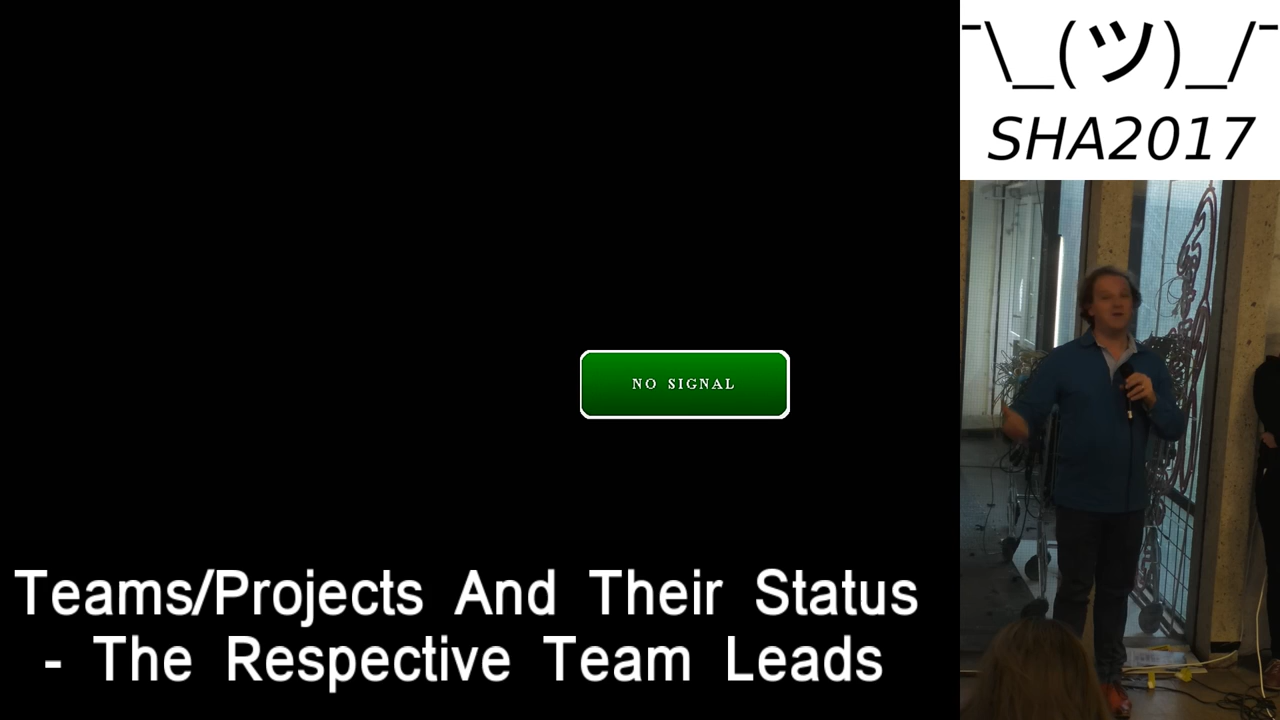 ¯\_(ツ)_/¯
SHA2017
NO SIGNAL
Teams/Projects And Their Status
- The Respective Team Leads